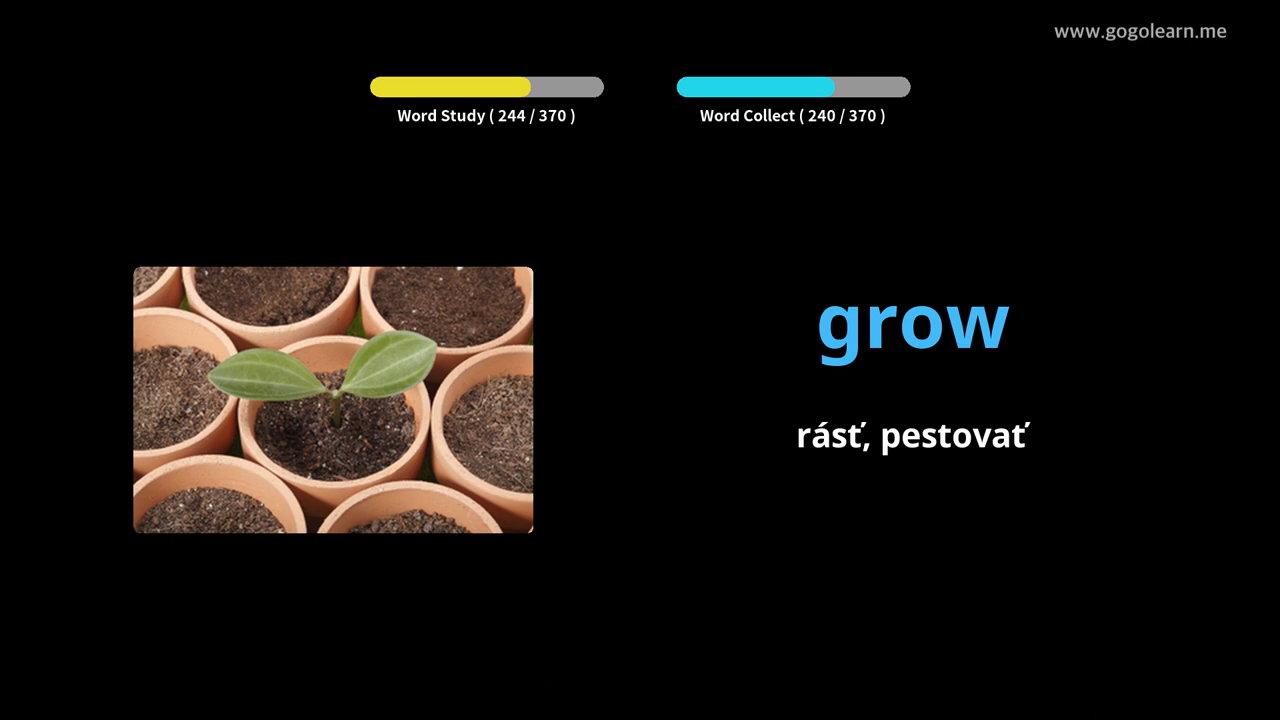 www.gogolearn.me
Word Study ( 244 / 370 )
Word Collect ( 240 / 370 )
grow
rásť, pestovať